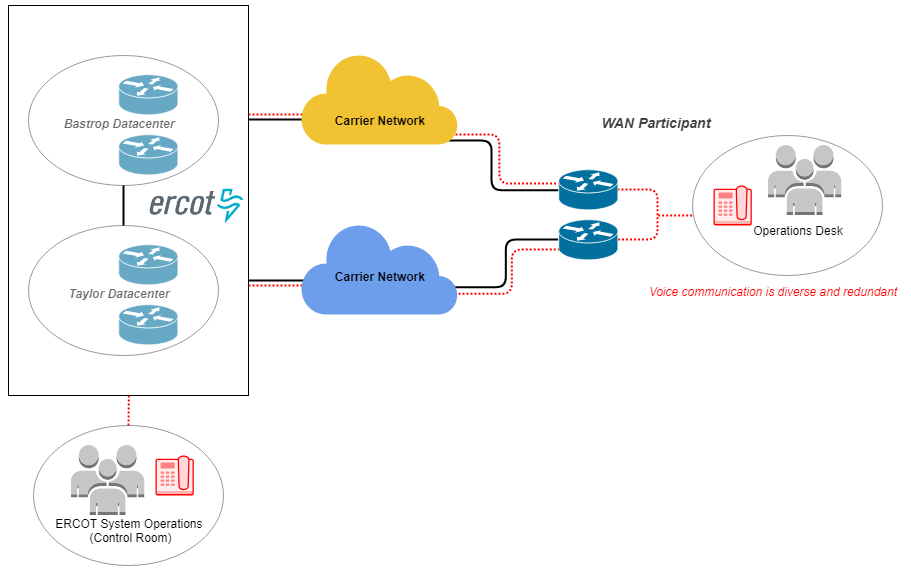 Bastrop Datacenter
ercot
Taylor Datacenter
Carrier Network
Carrier Network
WAN Participant
Operations Desk
Voice communication is diverse and redundant
ERCOT System Operations
(Control Room)